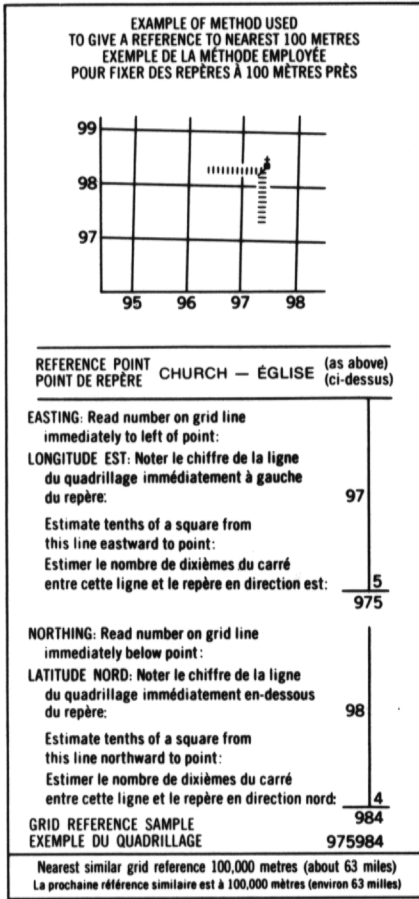 EXAMPLE OF METHOD USED
TO GIVE A REFERENCE TO NEAREST 100 METRES
EXEMPLE DE LA MÉTHODE EMPLOYÉE
POUR FIXER DES REPÈRES À 100 MÈTRES PRÈS
99
98
97
95 96 97 98
REFERENCE POINT
POINT DE REPÈRE
CHURCH — ÉGLISE
(as above)
(ci-dessus)
EASTING: Read number on grid line
immediately to left of point:
LONGITUDE EST: Noter le chiffre de la ligne
du quadrillage immédiatement à gauche
du repère: 97
Estimate tenths of a square from
this line eastward to point:
Estimer le nombre de dixièmes du carré
entre cette ligne et le repère en direction est: 5
975
NORTHING: Read number on grid line
immediately below point:
LATITUDE NORD: Noter le chiffre de la ligne
du quadrillage immédiatement en-dessous
du repère: 98
Estimate tenths of a square from
this line northward to point:
Estimer le nombre de dixièmes du carré
entre cette ligne et le repère en direction nord: 4
984
GRID REFERENCE SAMPLE
EXEMPLE DU QUADRILLAGE 975984
Nearest similar grid reference 100,000 metres (about 63 miles)
La prochaine référence similaire est à 100,000 mètres (environ 63 milles)